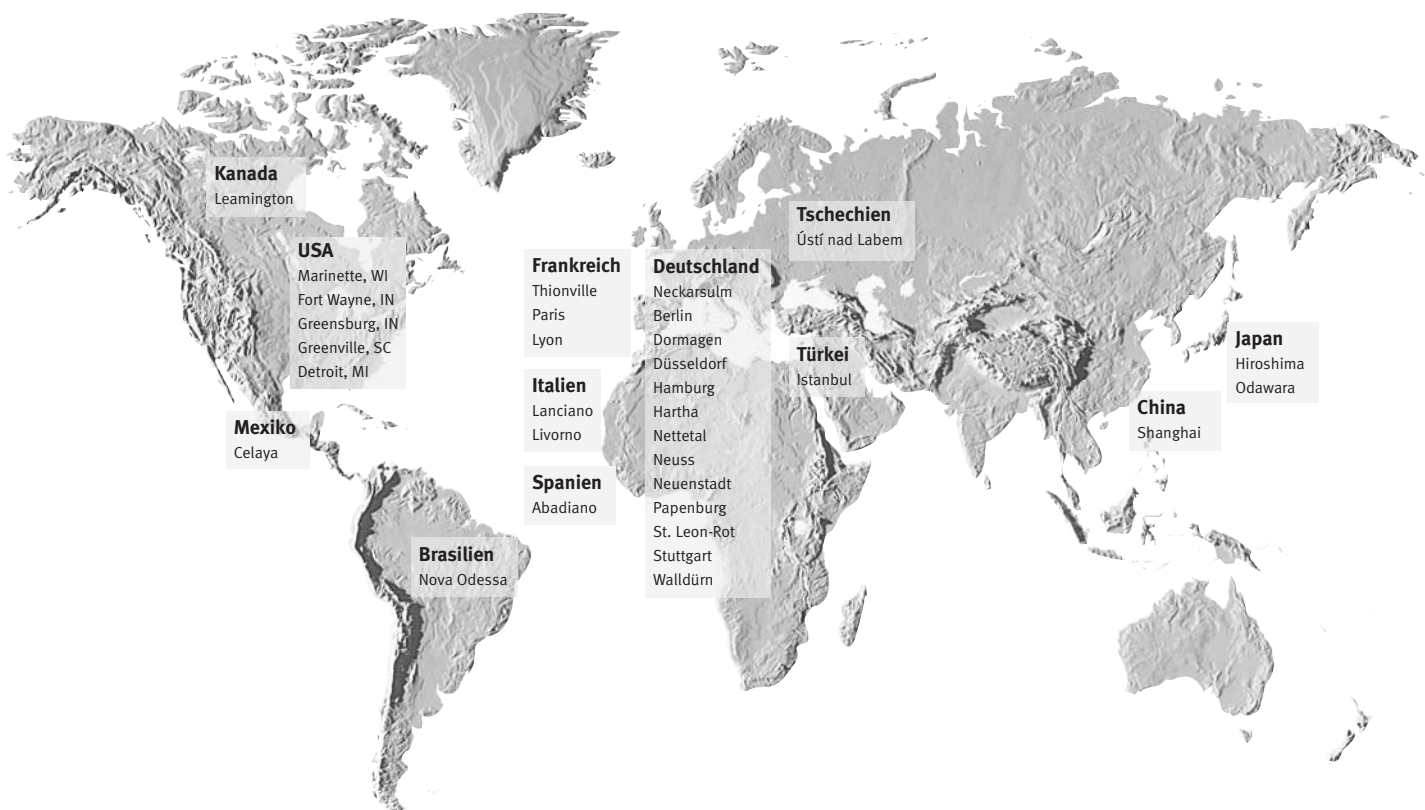 Kanada
Leamington
USA
Marinette, WI
Fort Wayne, IN
Greensburg, IN
Greenville, SC
Detroit, MI
Mexiko
Celaya
Brasilien
Nova Odessa
Frankreich
Thionville
Paris
Lyon
Italien
Lanciano
Livorno
Spanien
Abadiano
Deutschland
Neckarsulm
Berlin
Dormagen
Düsseldorf
Hamburg
Hartha
Nettetal
Neuss
Neuenstadt
Papenburg
St. Leon-Rot
Stuttgart
Walldürn
Tschechien
Ústí nad Labem
Türkei
Istanbul
China
Shanghai
Japan
Hiroshima
Odawara